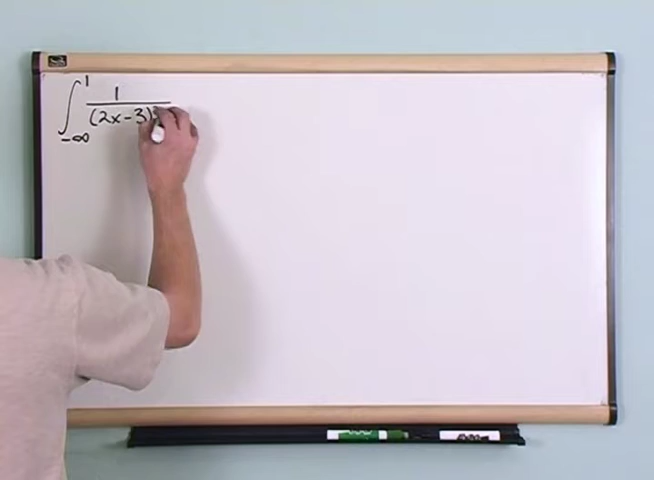 ∫ 1 1
(2x-3)
-∞